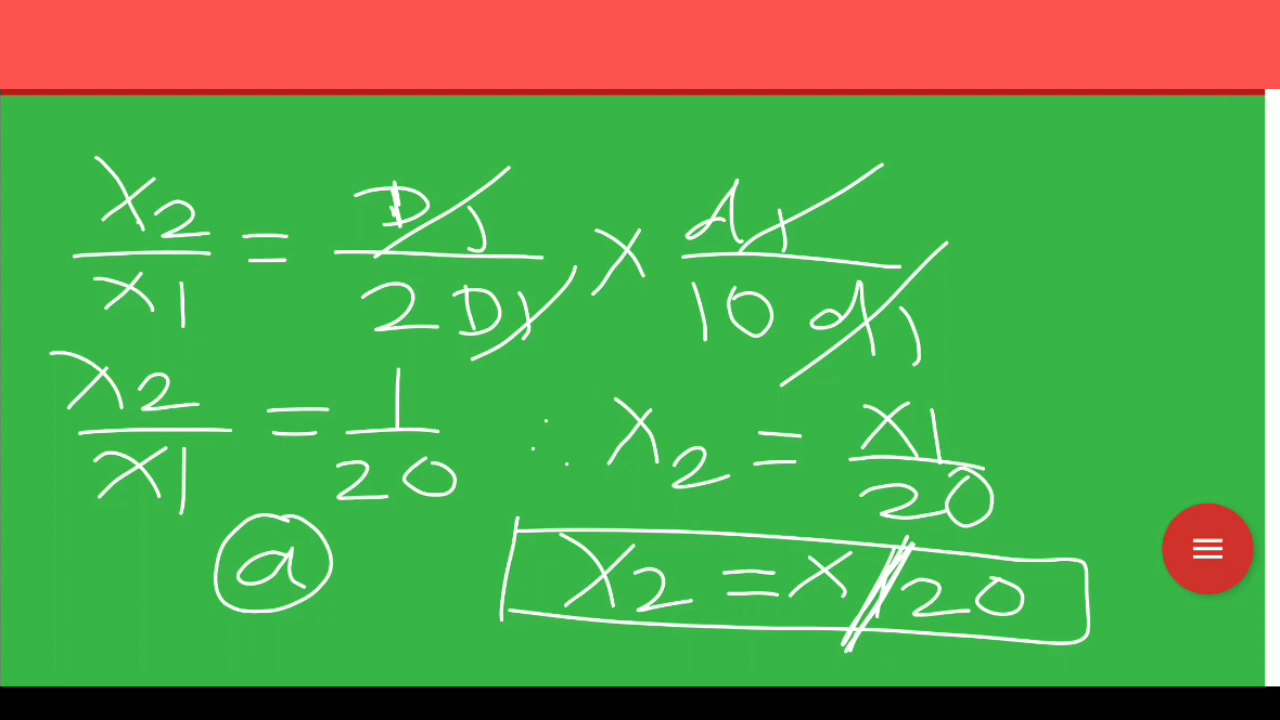 X2/x1 = D1/2D1 × d1/10d1
x2/x1 = 1/20 ∴ x2 = x1/20
a
X2 = x/20